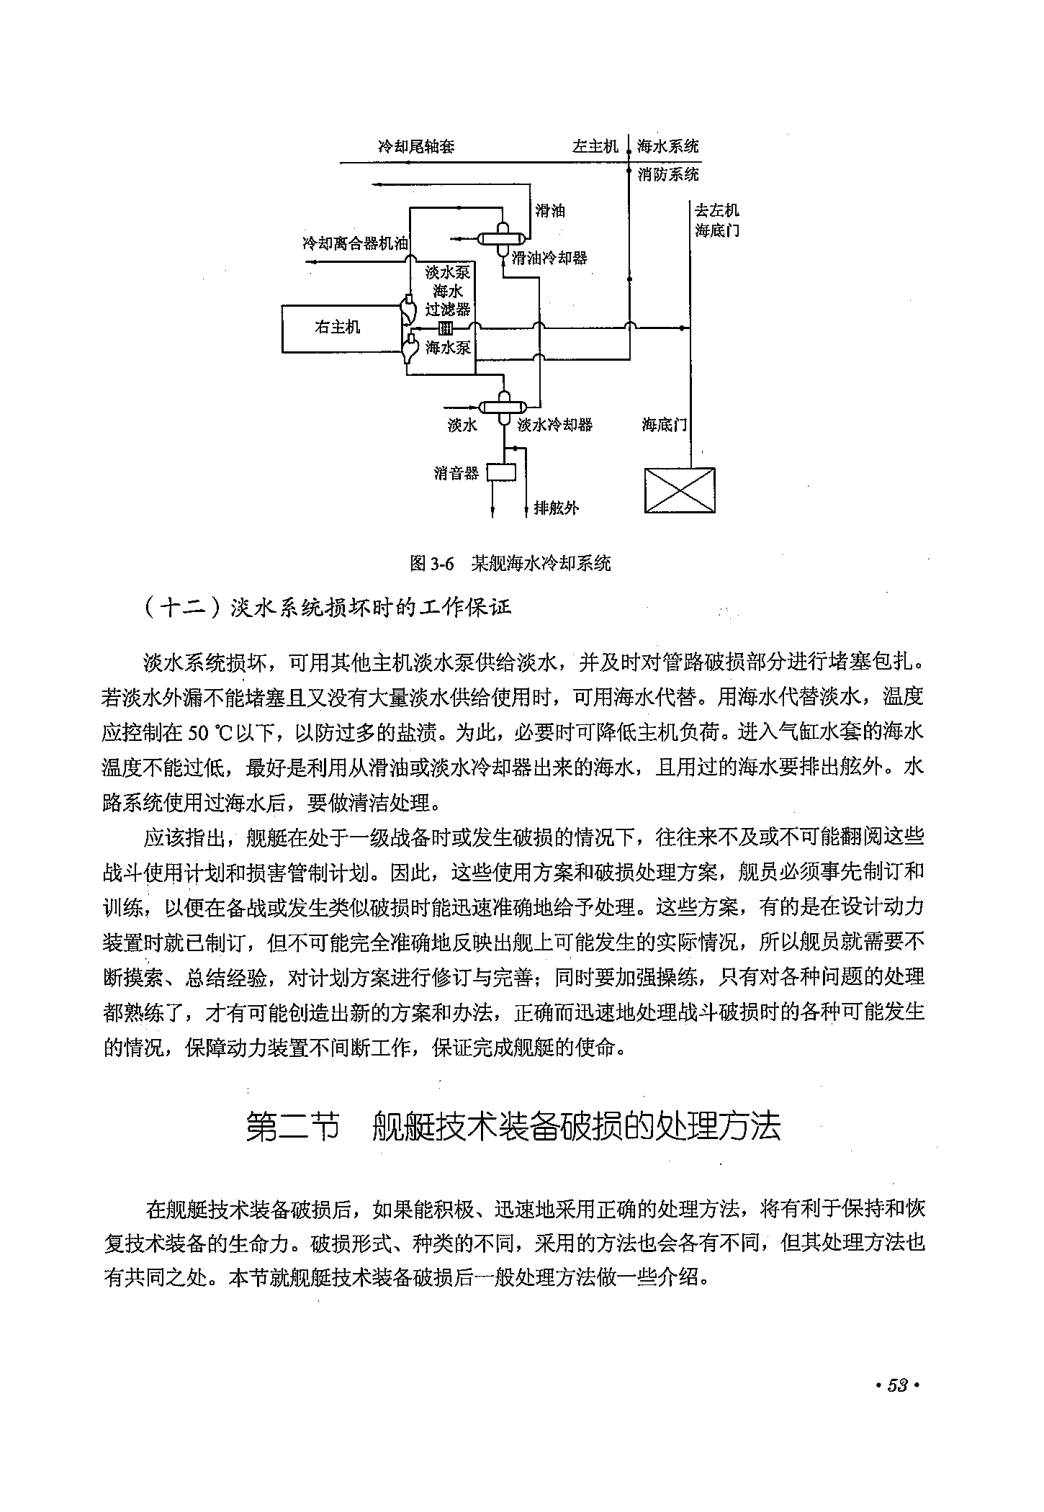 冷却尾轴套
左主机 海水系统
消防系统
滑油
去左机
海底门
冷却离合器机油
滑油冷却器
淡水泵
海水
过滤器
右主机
海水泵
淡水
淡水冷却器
海底门
消音器
排舷外
图 3-6 某舰海水冷却系统
（十二）淡水系统损坏时的工作保证
淡水系统损坏，可用其他主机淡水泵供给淡水，并及时对管路破损部分进行堵塞包扎。
若淡水外漏不能堵塞且又没有大量淡水供给使用时，可用海水代替。用海水代替淡水，温度
应控制在 50 ℃以下，以防过多的盐渍。为此，必要时可降低主机负荷。进入气缸水套的海水
温度不能过低，最好是利用从滑油或淡水冷却器出来的海水，且用过的海水要排出舷外。水
路系统使用过海水后，要做清洁处理。
应该指出，舰艇在处于一级战备时或发生破损的情况下，往往来不及或不可能翻阅这些
战斗使用计划和损害管制计划。因此，这些使用方案和破损处理方案，舰员必须事先制订和
训练，以便在备战或发生类似破损时能迅速准确地给予处理。这些方案，有的是在设计动力
装置时就已制订，但不可能完全准确地反映出舰上可能发生的实际情况，所以舰员就需要不
断摸索、总结经验，对计划方案进行修订与完善；同时要加强操练，只有对各种问题的处理
都熟练了，才有可能创造出新的方案和办法，正确而迅速地处理战斗破损时的各种可能发生
的情况，保障动力装置不间断工作，保证完成舰艇的使命。
第二节 舰艇技术装备破损的处理方法
在舰艇技术装备破损后，如果能积极、迅速地采用正确的处理方法，将有利于保持和恢
复技术装备的生命力。破损形式、种类的不同，采用的方法也会各有不同，但其处理方法也
有共同之处。本节就舰艇技术装备破损后一般处理方法做一些介绍。
·53·